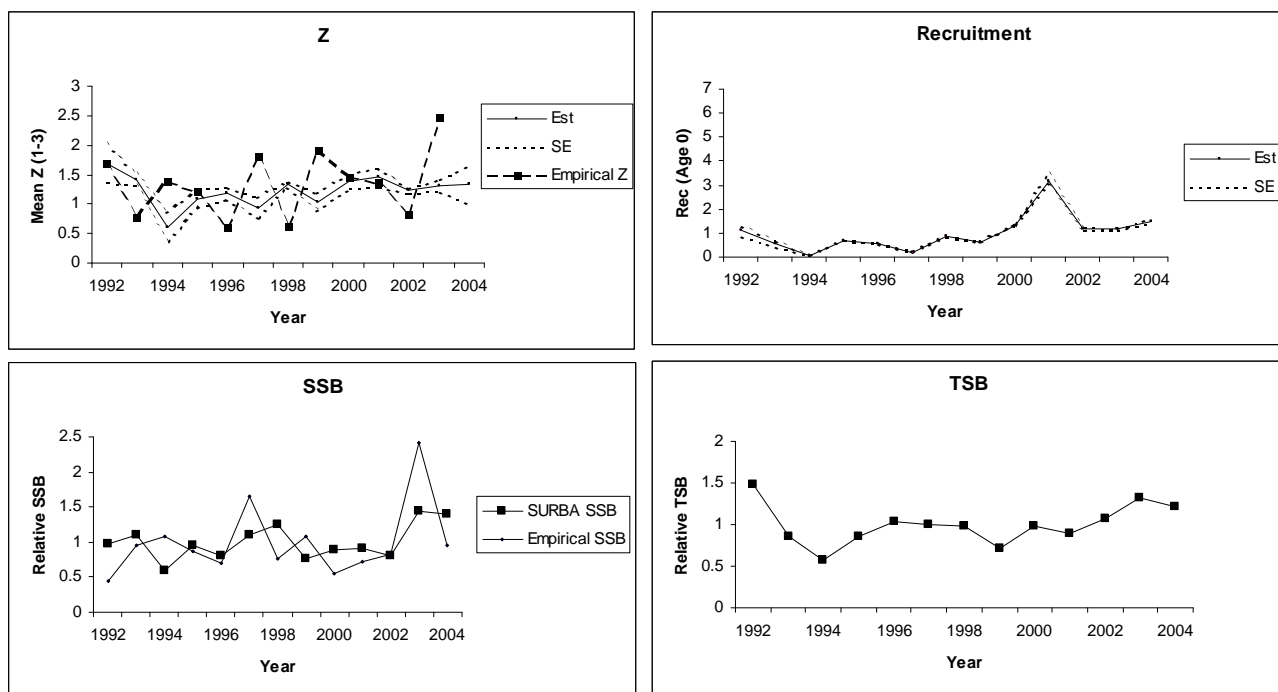 Z
Mean Z (1-3)
3
2.5
2
1.5
1
0.5
0
1992 1994 1996 1998 2000 2002 2004
Year
Est
SE
Empirical Z
Recruitment
Rec (Age 0)
7
6
5
4
3
2
1
0
1992 1994 1996 1998 2000 2002 2004
Year
Est
SE
SSB
Relative SSB
2.5
2
1.5
1
0.5
0
1992 1994 1996 1998 2000 2002 2004
Year
SURBA SSB
Empirical SSB
TSB
Relative TSB
2
1.5
1
0.5
0
1992 1994 1996 1998 2000 2002 2004
Year